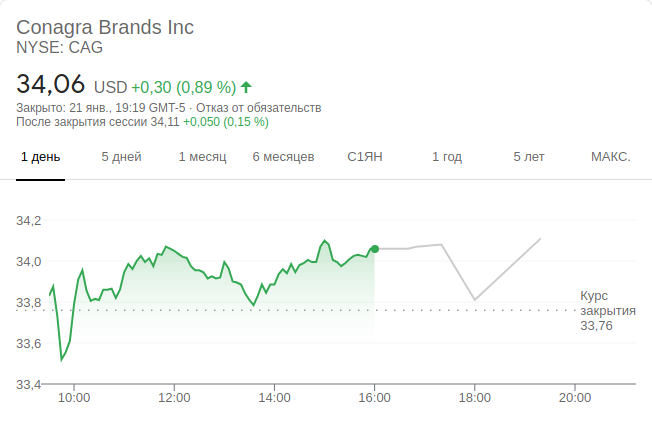 Conagra Brands Inc
NYSE: CAG
34,06 USD +0,30 (0,89 %)
Закрыто: 21 янв., 19:19 GMT-5 · Отказ от обязательств
После закрытия сессии 34,11 +0,050 (0,15 %)
1 день 5 дней 1 месяц 6 месяцев С1ЯН 1 год 5 лет МАКС.
34,2
34,0
33,8
Курс
закрытия
33,76
33,6
33,4
10:00 12:00 14:00 16:00 18:00 20:00